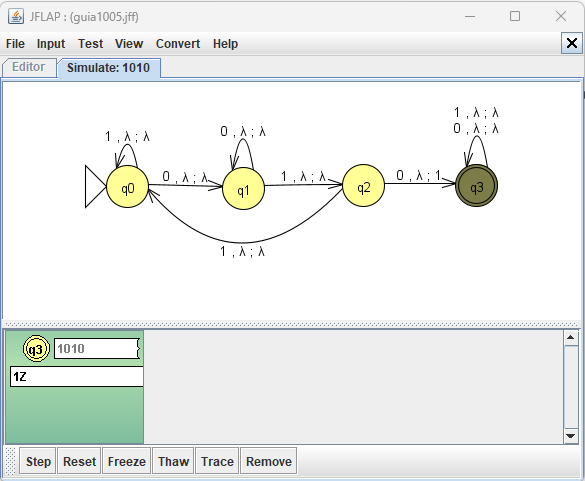 JFLAP : (guia1005.jff)
File Input Test View Convert Help
Editor Simulate: 1010
1 , λ ; λ
0 , λ ; λ
1 , λ ; λ
0 , λ ; λ
q0
0 , λ ; λ
q1
1 , λ ; λ
q2
0 , λ ; 1
q3
1 , λ ; λ
q3 1010
1Z
Step Reset Freeze Thaw Trace Remove